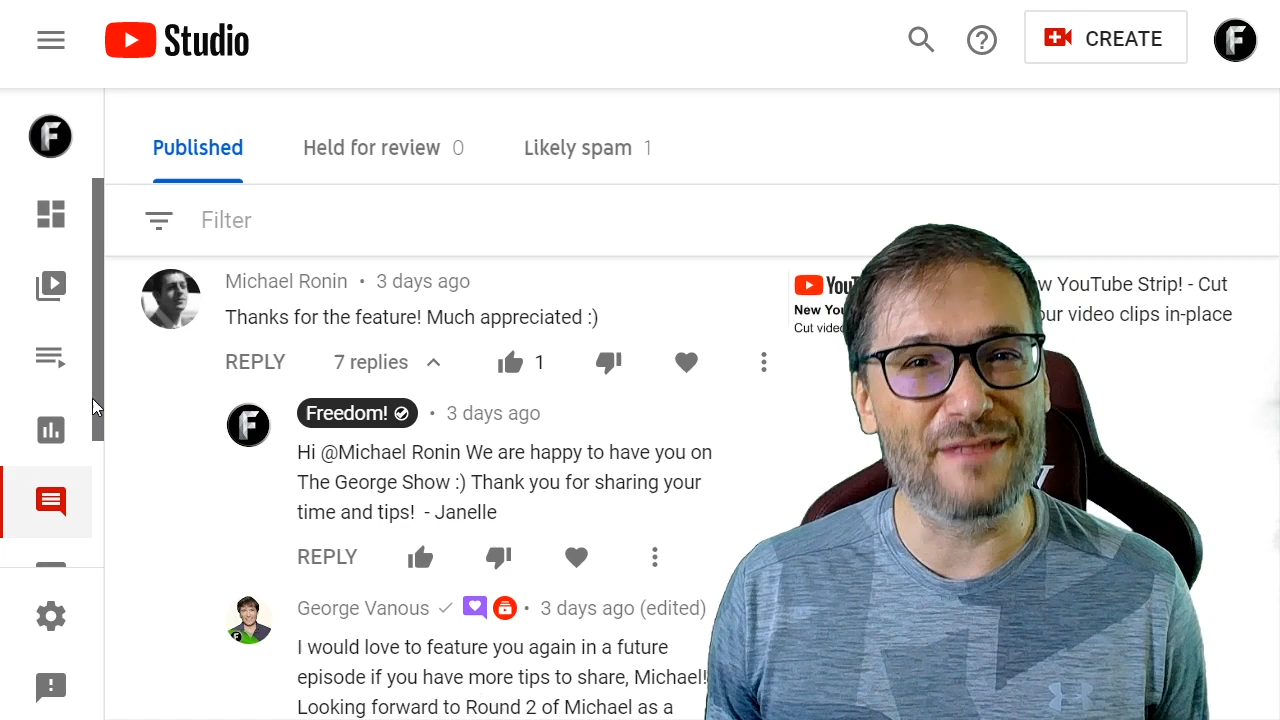 Studio
CREATE
F
F
Published Held for review 0 Likely spam 1
Filter
Michael Ronin • 3 days ago
Thanks for the feature! Much appreciated :)
REPLY 7 replies 1
YouT
New You
Cut video
w YouTube Strip! - Cut
our video clips in-place
F
Freedom! • 3 days ago
Hi @Michael Ronin We are happy to have you on
The George Show :) Thank you for sharing your
time and tips! - Janelle
REPLY
George Vanous • 3 days ago (edited)
I would love to feature you again in a future
episode if you have more tips to share, Michael!
Looking forward to Round 2 of Michael as a